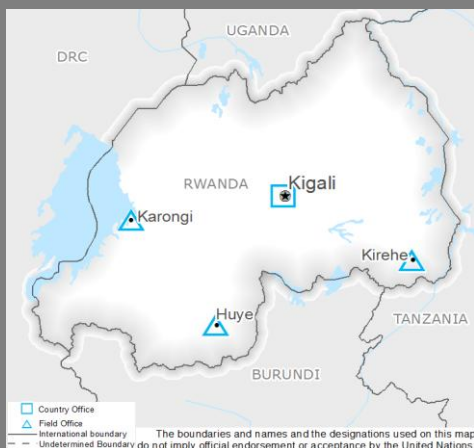 UGANDA
DRC
RWANDA
Kigali
Karongi
Kirehe
Huye
TANZANIA
BURUNDI
Country Office
Field Office
International boundary
Undetermined Boundary
The boundaries and names and the designations used on this map
do not imply official endorsement or acceptance by the United Nations.